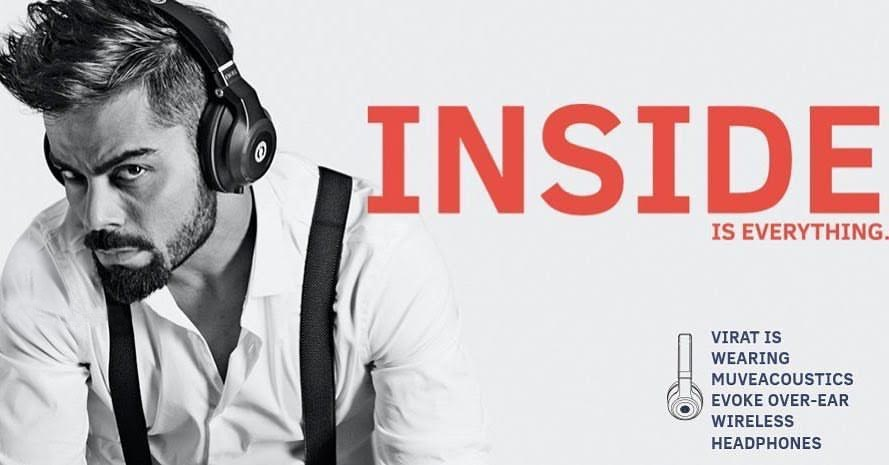 INSIDE
IS EVERYTHING.
VIRAT IS
WEARING
MUVEACOUSTICS
EVOKE OVER-EAR
WIRELESS
HEADPHONES